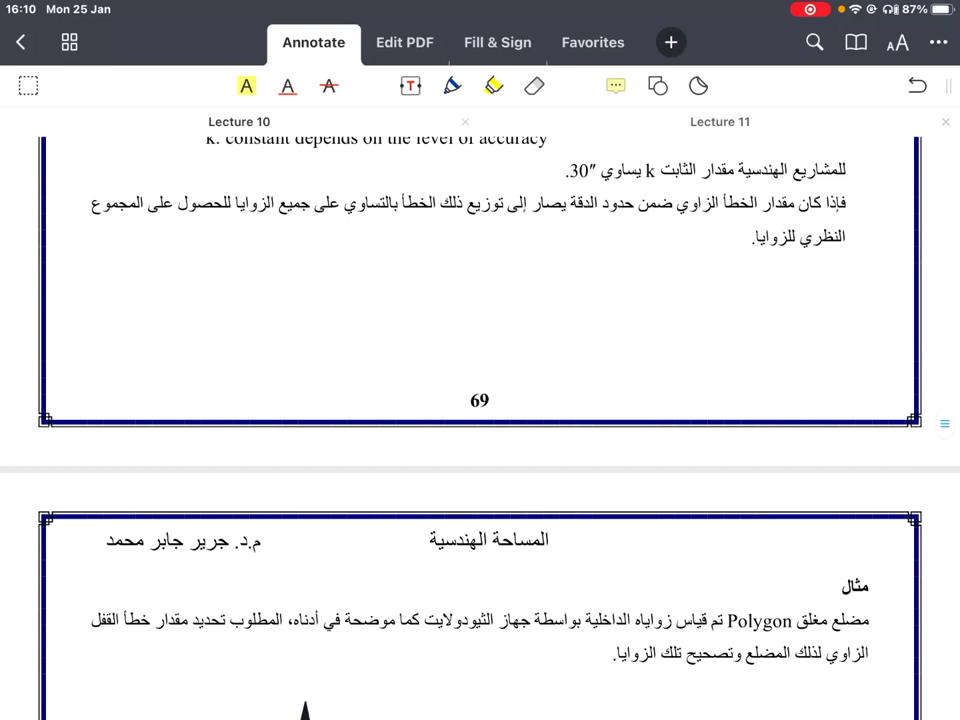 16:10 Mon 25 Jan
87%
Annotate Edit PDF Fill & Sign Favorites
Lecture 10 Lecture 11
k. constant depends on the level of accuracy
للمشاريع الهندسية مقدار الثابت k يساوي 30″.
فإذا كان مقدار الخطأ الزاوي ضمن حدود الدقة يصار إلى توزيع ذلك الخطأ بالتساوي على جميع الزوايا للحصول على المجموع
النظري للزوايا.
69
المساحة الهندسية م.د. جرير جابر محمد
مثال
مضلع مغلق Polygon تم قياس زواياه الداخلية بواسطة جهاز الثيودولايت كما موضحة في أدناه، المطلوب تحديد مقدار خطأ القفل
الزاوي لذلك المضلع وتصحيح تلك الزوايا.